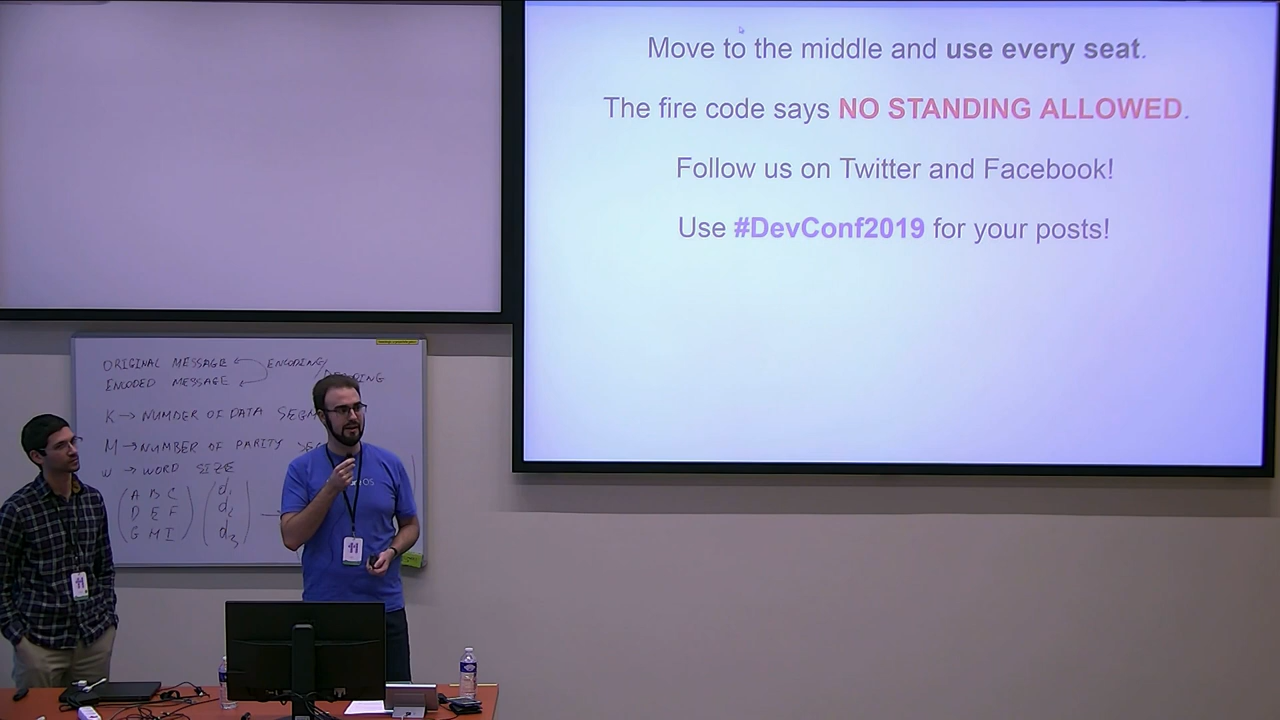 Move to the middle and use every seat.
The fire code says NO STANDING ALLOWED.
Follow us on Twitter and Facebook!
Use #DevConf2019 for your posts!
ORIGINAL MESSAGE ENCODING/
ENCODED MESSAGE
K → NUMBER OF DATA
M → NUMBER OF PARITY
W → WORD SIZE
A B C d1
D E F d2
G H I d3
OS